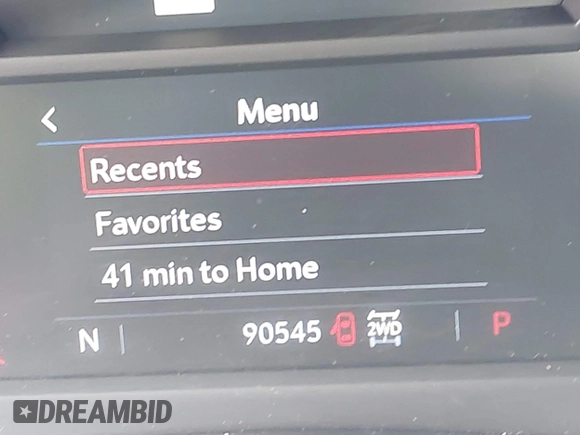 Menu
Recents
Favorites
41 min to Home
N 90545 2WD P
DREAMBID